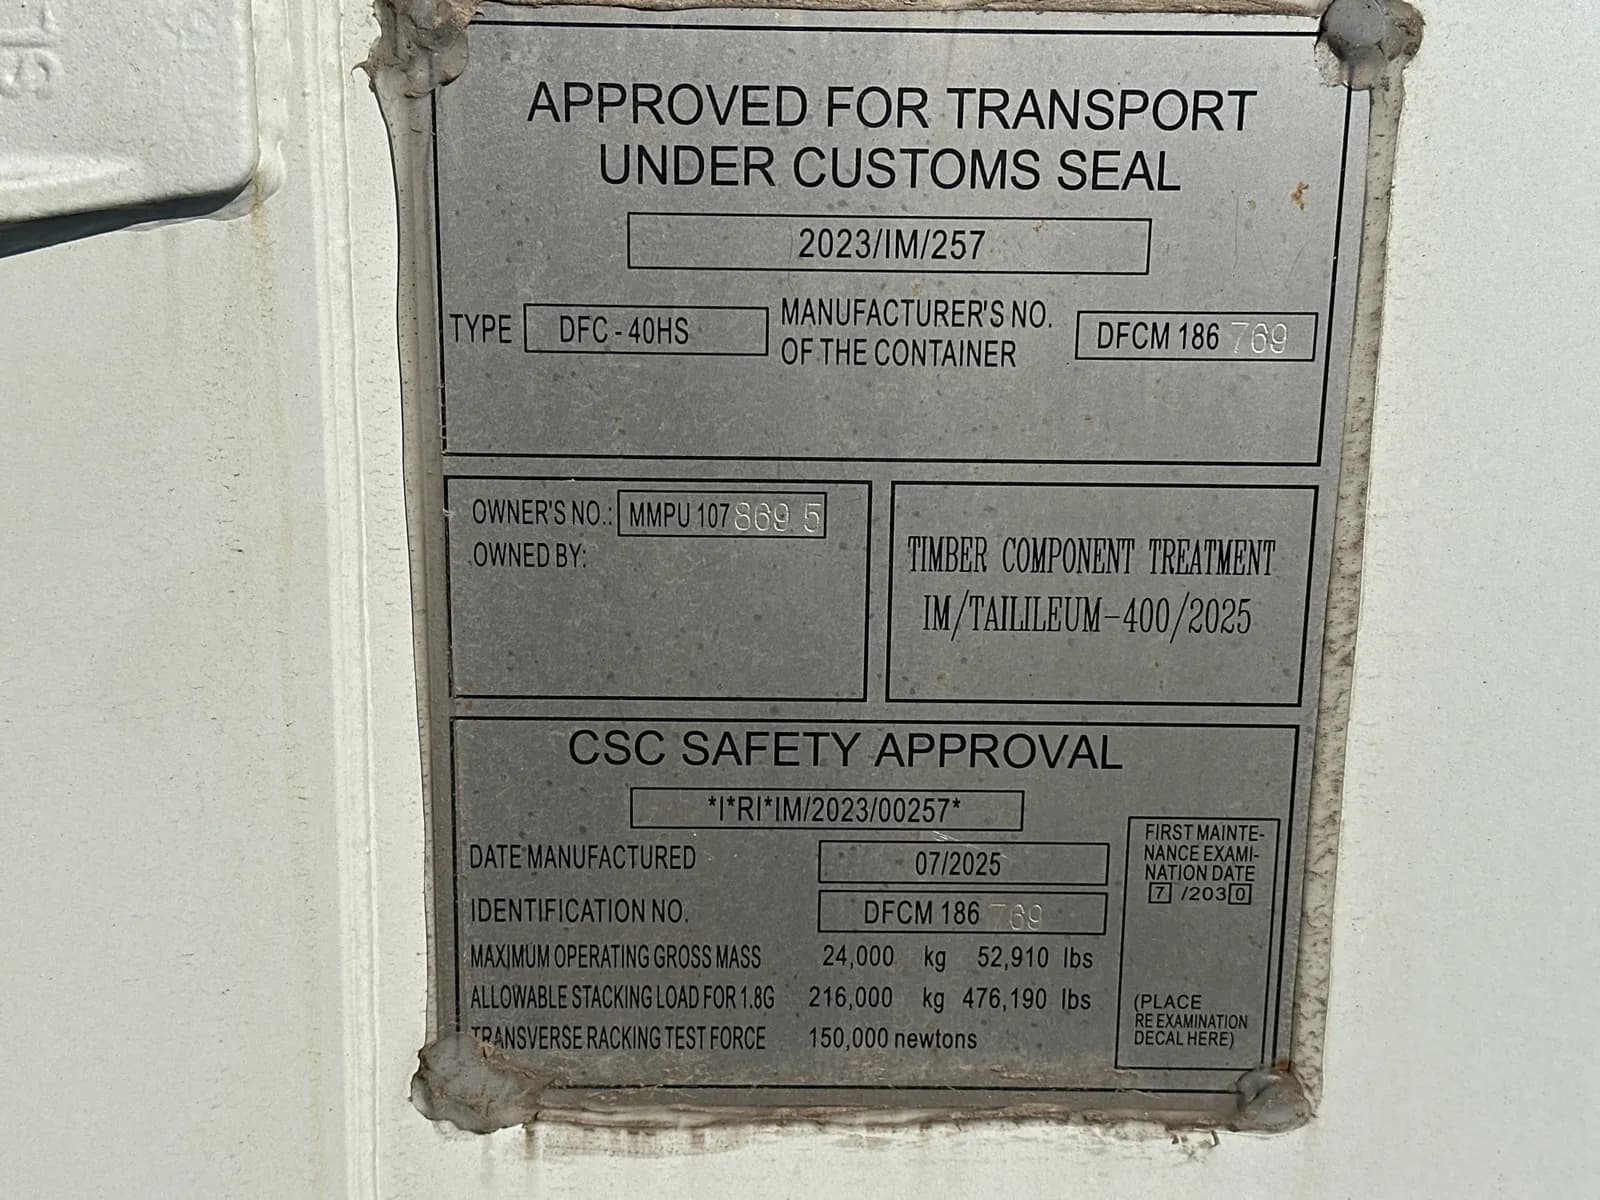 APPROVED FOR TRANSPORT
UNDER CUSTOMS SEAL
2023/IM/257
TYPE DFC - 40HS
MANUFACTURER'S NO.
OF THE CONTAINER
DFCM 186 769
OWNER'S NO.: MMPU 107 869 5
OWNED BY:
TIMBER COMPONENT TREATMENT
IM/TAILILEUM-400/2025
CSC SAFETY APPROVAL
*I*RI*IM/2023/00257*
DATE MANUFACTURED 07/2025
IDENTIFICATION NO. DFCM 186 769
MAXIMUM OPERATING GROSS MASS 24,000 kg 52,910 lbs
ALLOWABLE STACKING LOAD FOR 1.8G 216,000 kg 476,190 lbs
TRANSVERSE RACKING TEST FORCE 150,000 newtons
FIRST MAINTE-
NANCE EXAMI-
NATION DATE
7 /2030
(PLACE
RE EXAMINATION
DECAL HERE)